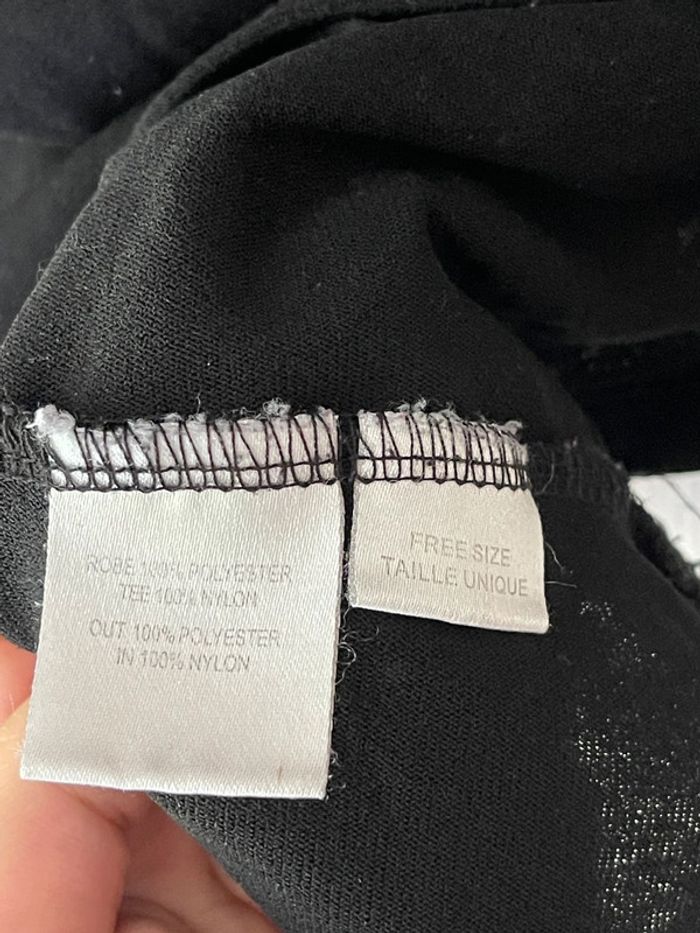 ROBE 100% POLYESTER
TEE 100% NYLON
OUT 100% POLYESTER
IN 100% NYLON
FREE SIZE
TAILLE UNIQUE